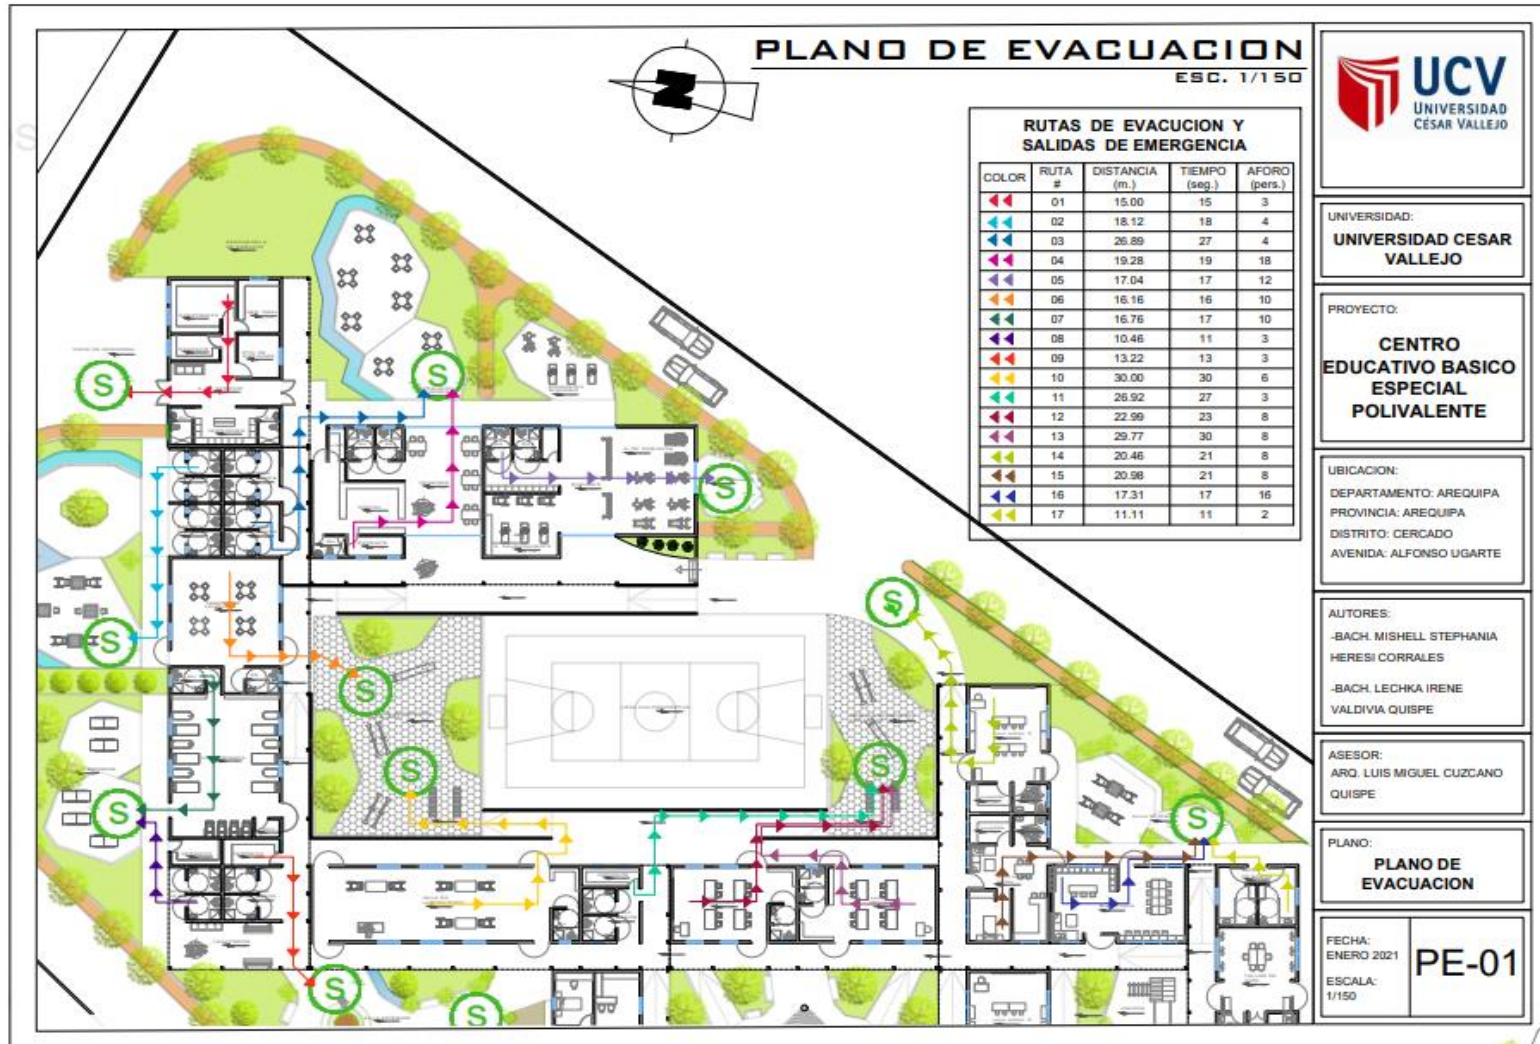 PLANO DE EVACUACION
ESC. 1/150
N
RUTAS DE EVACUCION Y
SALIDAS DE EMERGENCIA
COLOR RUTA # DISTANCIA (m.) TIEMPO (seg.) AFORO (pers.)
01 15.00 15 3
02 18.12 18 4
03 26.89 27 4
04 19.28 19 18
05 17.04 17 12
06 16.16 16 10
07 16.76 17 10
08 10.46 11 3
09 13.22 13 3
10 30.00 30 6
11 26.92 27 3
12 22.99 23 8
13 29.77 30 8
14 20.46 21 8
15 20.98 21 8
16 17.31 17 16
17 11.11 11 2
S
S
S
S
S
S
S
S
S
S
S
S
UCV
UNIVERSIDAD
CÉSAR VALLEJO
UNIVERSIDAD:
UNIVERSIDAD CESAR
VALLEJO
PROYECTO:
CENTRO
EDUCATIVO BASICO
ESPECIAL
POLIVALENTE
UBICACION:
DEPARTAMENTO: AREQUIPA
PROVINCIA: AREQUIPA
DISTRITO: CERCADO
AVENIDA: ALFONSO UGARTE
AUTORES:
-BACH. MISHELL STEPHANIA
HERESI CORRALES
-BACH. LECHKA IRENE
VALDIVIA QUISPE
ASESOR:
ARQ. LUIS MIGUEL CUZCANO
QUISPE
PLANO:
PLANO DE
EVACUACION
FECHA:
ENERO 2021
ESCALA:
1/150
PE-01